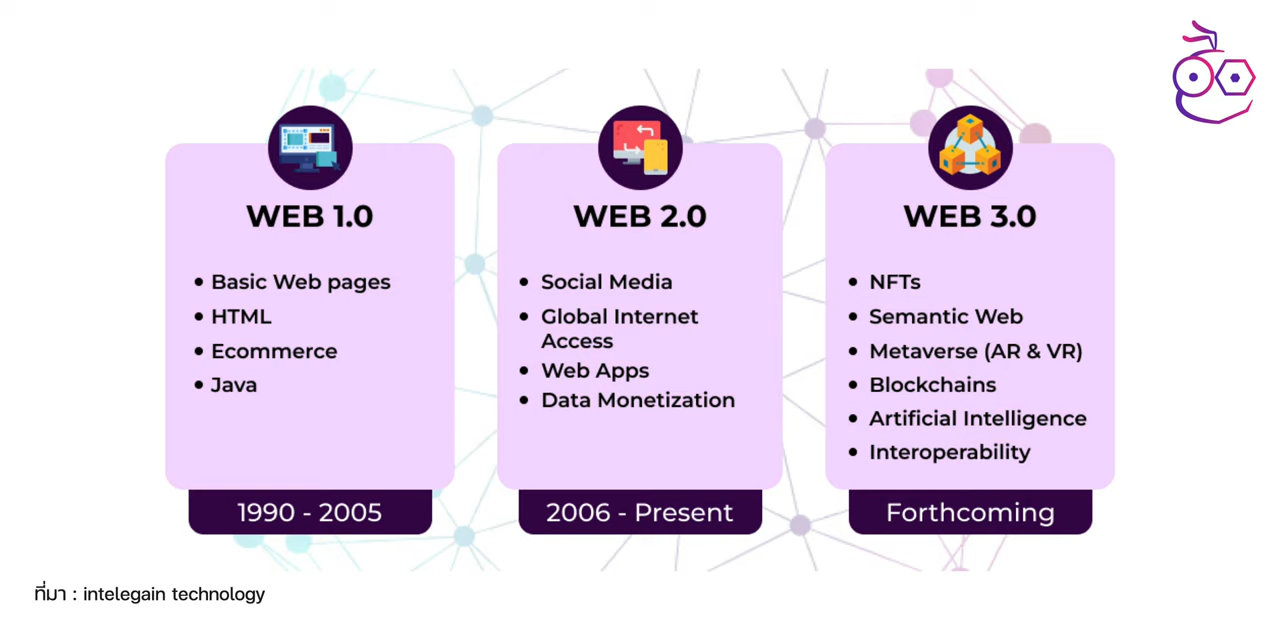 WEB 1.0
• Basic Web pages
• HTML
• Ecommerce
• Java
1990 - 2005
WEB 2.0
• Social Media
• Global Internet
Access
• Web Apps
• Data Monetization
2006 - Present
WEB 3.0
• NFTs
• Semantic Web
• Metaverse (AR & VR)
• Blockchains
• Artificial Intelligence
• Interoperability
Forthcoming
ที่มา : intelegain technology